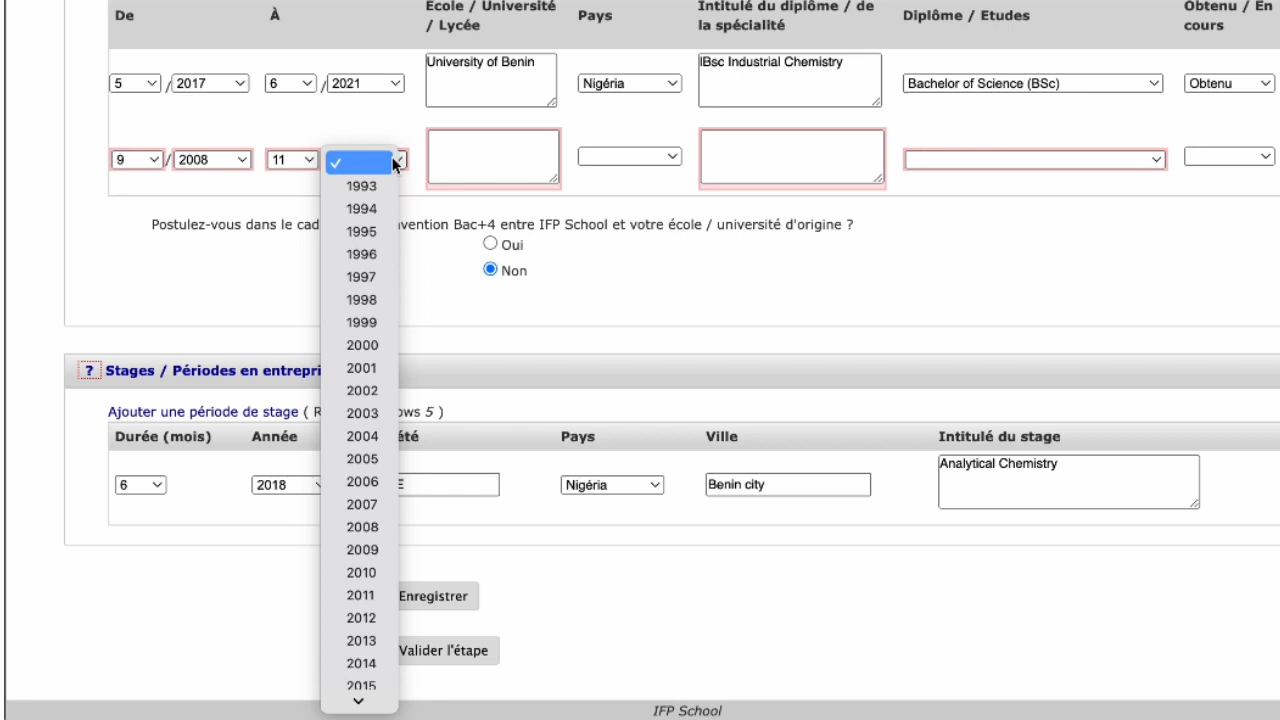 De À Ecole / Université / Lycée Pays Intitulé du diplôme / de la spécialité Diplôme / Etudes Obtenu / En cours
5 / 2017 6 / 2021 University of Benin Nigéria IBsc Industrial Chemistry Bachelor of Science (BSc) Obtenu
9 / 2008 11
1993
1994
1995
1996
1997
1998
1999
2000
2001
2002
2003
2004
2005
2006
2007
2008
2009
2010
2011
2012
2013
2014
2015
Postulez-vous dans le cad vention Bac+4 entre IFP School et votre école / université d'origine ?
Oui
Non
? Stages / Périodes en entrepri
Ajouter une période de stage ( R ows 5 )
Durée (mois) Année été Pays Ville Intitulé du stage
6 2018 E Nigéria Benin city Analytical Chemistry
Enregistrer
Valider l'étape
IFP School